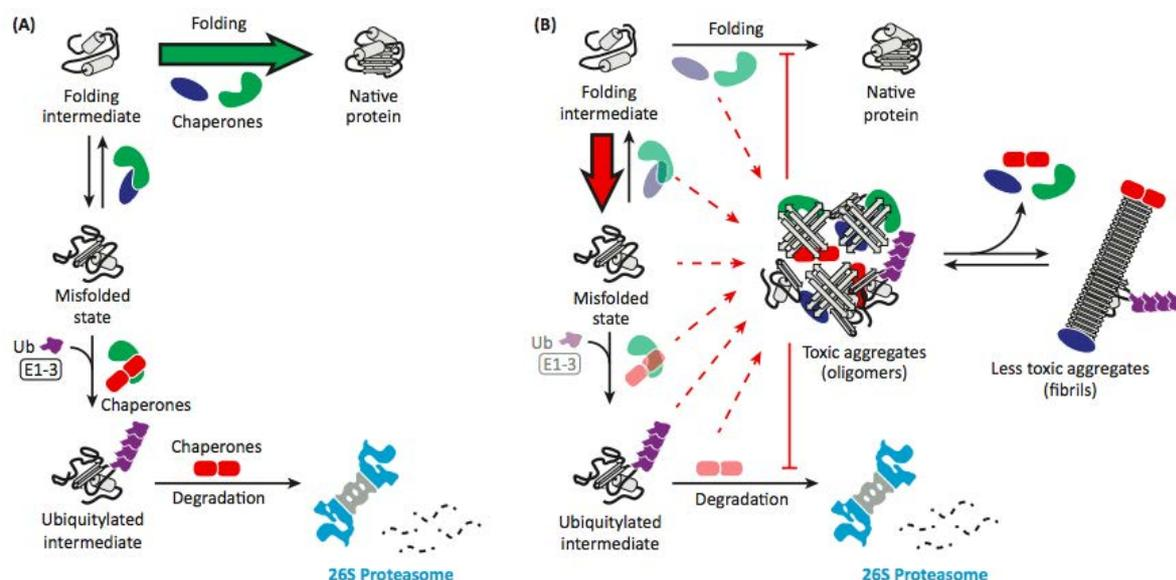 (A)
Folding
Folding
intermediate
Chaperones
Native
protein
Misfolded
state
Ub
E1-3
Chaperones
Ubiquitylated
intermediate
Chaperones
Degradation
26S Proteasome
(B)
Folding
Folding
intermediate
Native
protein
Misfolded
state
Ub
E1-3
Toxic aggregates
(oligomers)
Less toxic aggregates
(fibrils)
Ubiquitylated
intermediate
Degradation
26S Proteasome